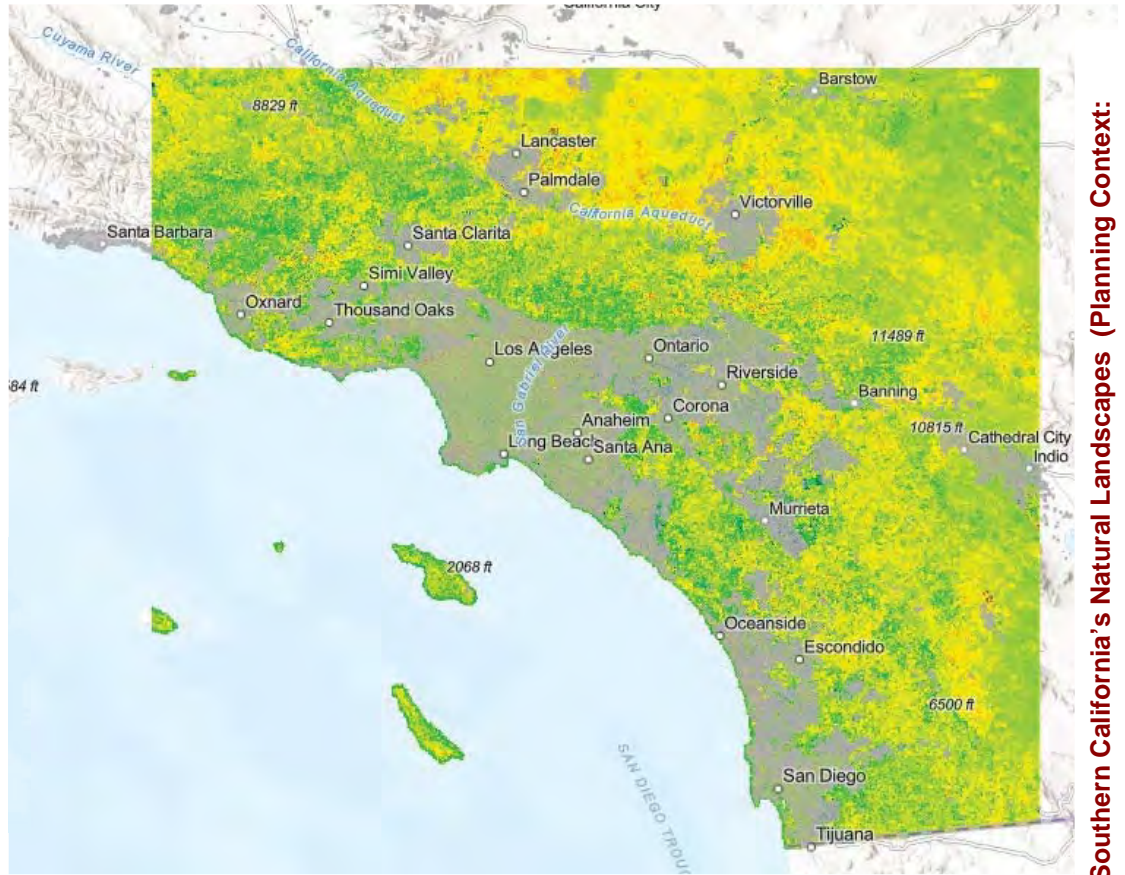 California City
Cuyama River
California Aqueduct
8829 ft
Barstow
Lancaster
Palmdale
California Aqueduct
Victorville
Santa Barbara
Santa Clarita
Simi Valley
Oxnard
Thousand Oaks
Los Angeles
San Gabriel River
Ontario
11489 ft
Riverside
Banning
Corona
Anaheim
10815 ft
Cathedral City
Indio
Long Beach
Santa Ana
84 ft
Murrieta
2068 ft
Oceanside
Escondido
6500 ft
San Diego
SAN DIEGO TROUG
Tijuana
Southern California's Natural Landscapes (Planning Context: